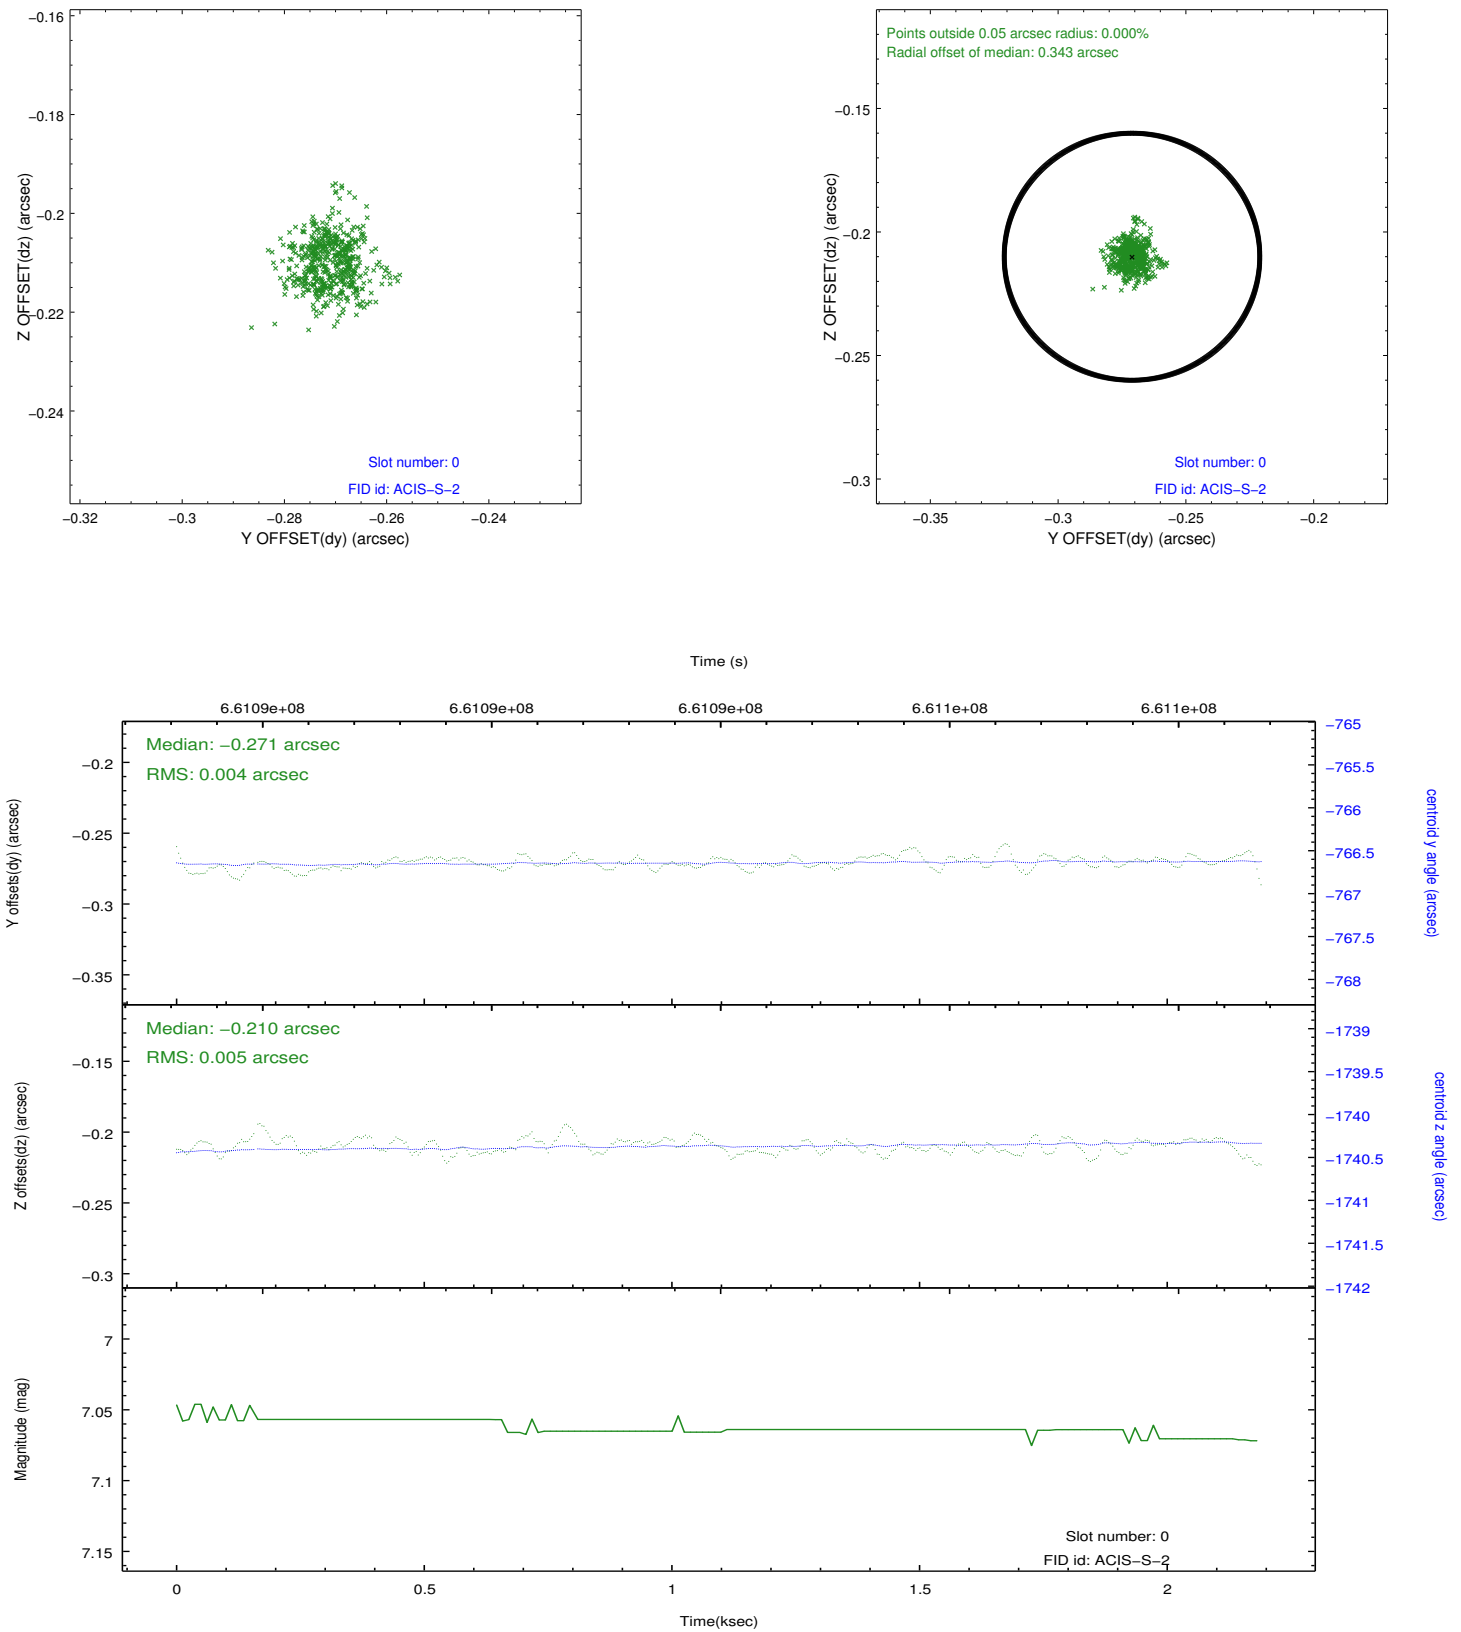 −0.16
−0.18
−0.2
−0.22
−0.24
Z OFFSET(dz) (arcsec)
Slot number: 0
FID id: ACIS−S−2
−0.32 −0.3 −0.28 −0.26 −0.24
Y OFFSET(dy) (arcsec)
Points outside 0.05 arcsec radius: 0.000%
Radial offset of median: 0.343 arcsec
−0.15
−0.2
−0.25
−0.3
Z OFFSET(dz) (arcsec)
Slot number: 0
FID id: ACIS−S−2
−0.35 −0.3 −0.25 −0.2
Y OFFSET(dy) (arcsec)
Time (s)
6.6109e+08 6.6109e+08 6.6109e+08 6.611e+08 6.611e+08
Median: −0.271 arcsec
RMS: 0.004 arcsec
−0.2
−0.25
−0.3
−0.35
Y offsets(dy) (arcsec)
−765
−765.5
−766
−766.5
−767
−767.5
−768
centroid y angle (arcsec)
Median: −0.210 arcsec
RMS: 0.005 arcsec
−0.15
−0.2
−0.25
−0.3
Z offsets(dz) (arcsec)
−1739
−1739.5
−1740
−1740.5
−1741
−1741.5
−1742
centroid z angle (arcsec)
7
7.05
7.1
7.15
Magnitude (mag)
Slot number: 0
FID id: ACIS−S−2
0 0.5 1 1.5 2
Time(ksec)